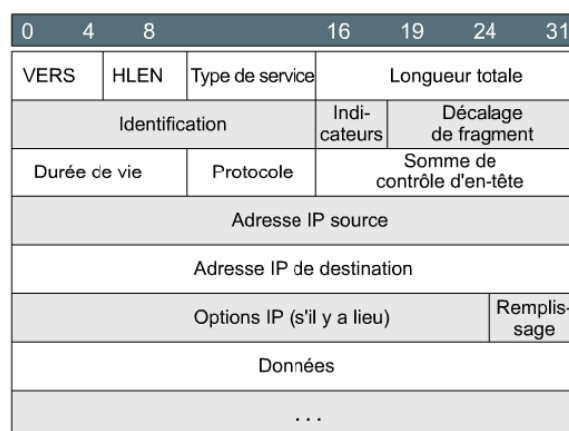 0 4 8 16 19 24 31
VERS HLEN Type de service Longueur totale
Identification Indi-
cateurs Décalage
de fragment
Durée de vie Protocole Somme de
contrôle d'en-tête
Adresse IP source
Adresse IP de destination
Options IP (s'il y a lieu) Remplis-
sage
Données
. . .